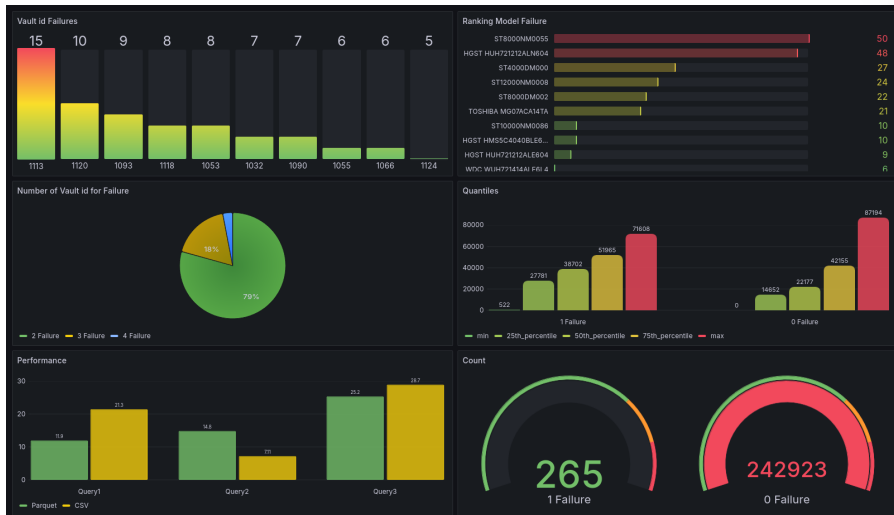 Vault id Failures
15 10 9 8 8 7 7 6 6 5
1113 1120 1093 1118 1053 1032 1090 1055 1066 1124
Ranking Model Failure
ST8000NM0055 50
HGST HUH721212ALN604 48
ST4000DM000 27
ST12000NM0008 24
ST8000DM002 22
TOSHIBA MG07ACA14TA 21
ST10000NM0086 10
HGST HMS5C4040BLE6... 10
HGST HUH721212ALE604 9
WDC WUH721414ALE6L4 6
Number of Vault id for Failure
18%
79%
2 Failure 3 Failure 4 Failure
Quantiles
80000
60000
40000
20000
0
522 27781 38702 51965 71608
0 14652 22177 42155 87194
1 Failure 0 Failure
min 25th_percentile 50th_percentile 75th_percentile max
Performance
30
20
10
0
11.8 21.3 14.8 7.11 25.2 28.7
Query1 Query2 Query3
Parquet CSV
Count
265 242923
1 Failure 0 Failure